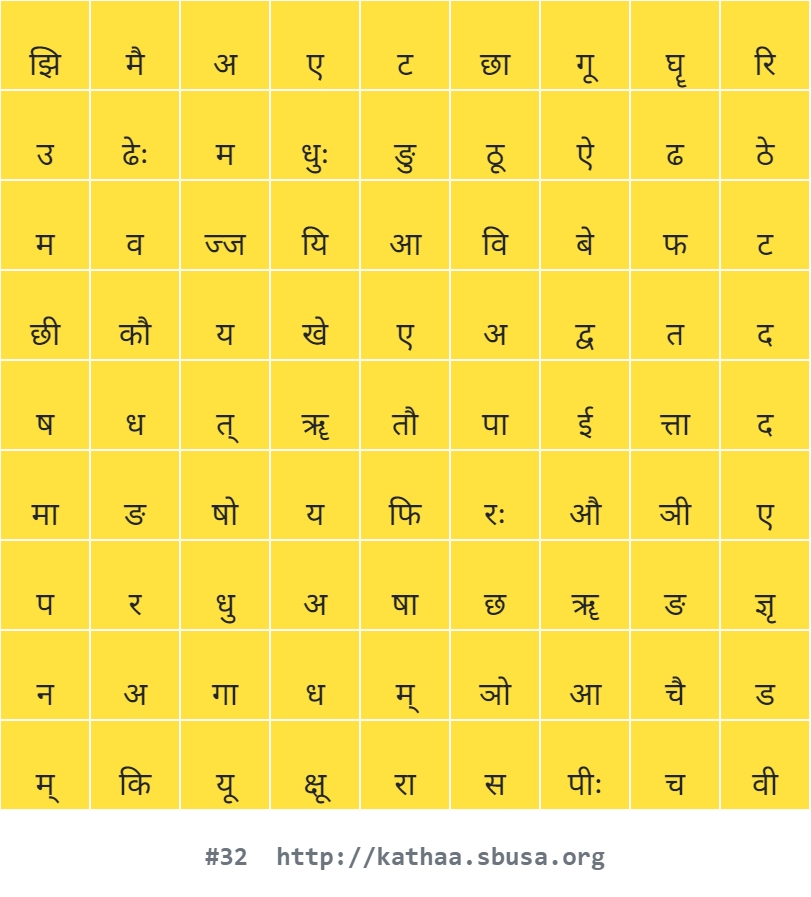 झि मै अ ए ट छा गू घॄ रि
उ ढेः म धुः ङु ठू ऐ ढ ठे
म व ज्ज यि आ वि बे फ ट
छी कौ य खे ए अ द्व त द
ष ध त् ॠ तौ पा ई त्ता द
मा ङ षो य फि रः औ ञी ए
प र धु अ षा छ ॠ ङ ज्ञृ
न अ गा ध म् ञो आ चै ड
म् कि यू क्षू रा स पीः च वी
#32 http://kathaa.sbusa.org